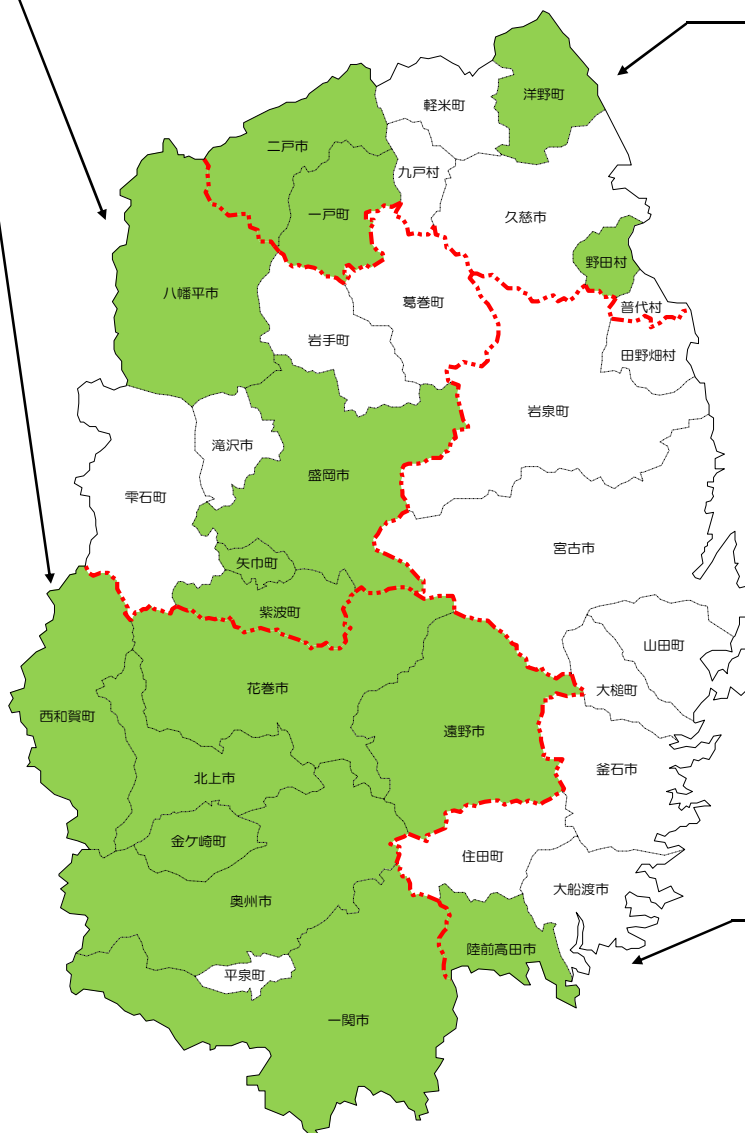 洋野町
軽米町
二戸市
九戸村
一戸町
久慈市
野田村
八幡平市
葛巻町
普代村
岩手町
田野畑村
岩泉町
滝沢市
盛岡市
雫石町
宮古市
矢巾町
紫波町
山田町
花巻市
大槌町
西和賀町
遠野市
釜石市
北上市
金ケ崎町
住田町
大船渡市
奥州市
陸前高田市
平泉町
一関市